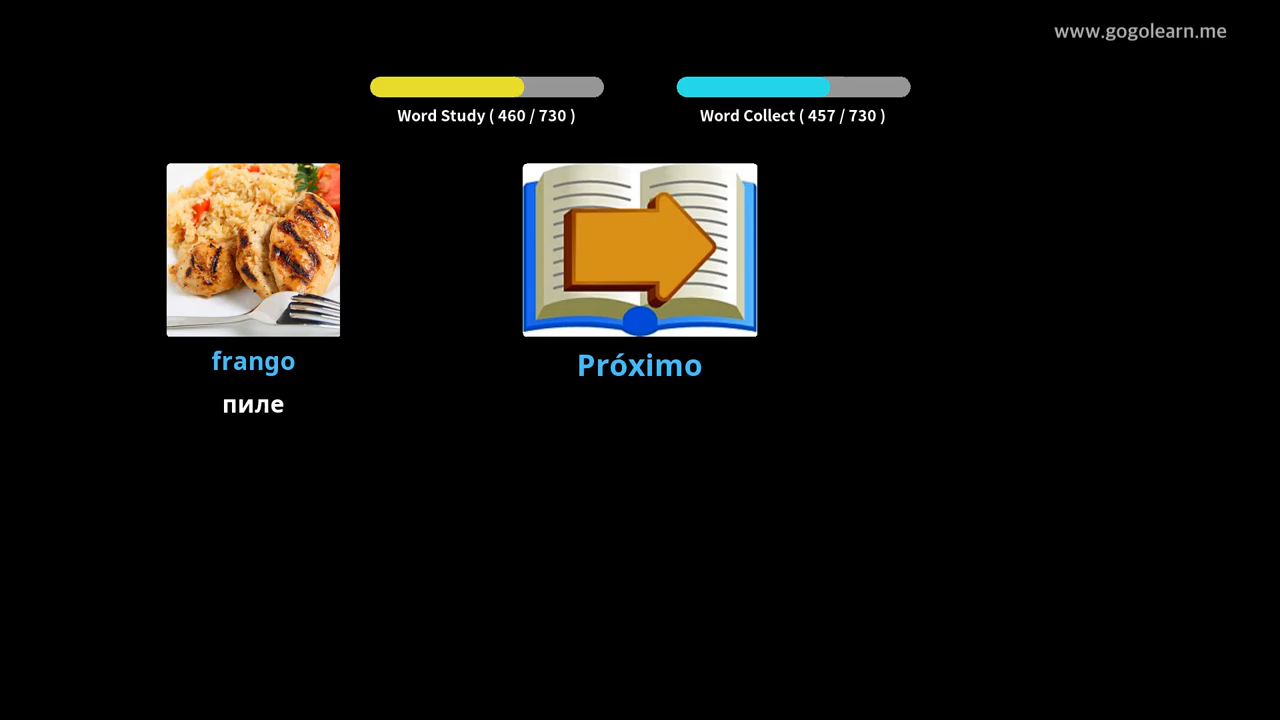 www.gogolearn.me
Word Study ( 460 / 730 )
Word Collect ( 457 / 730 )
frango
пиле
Próximo